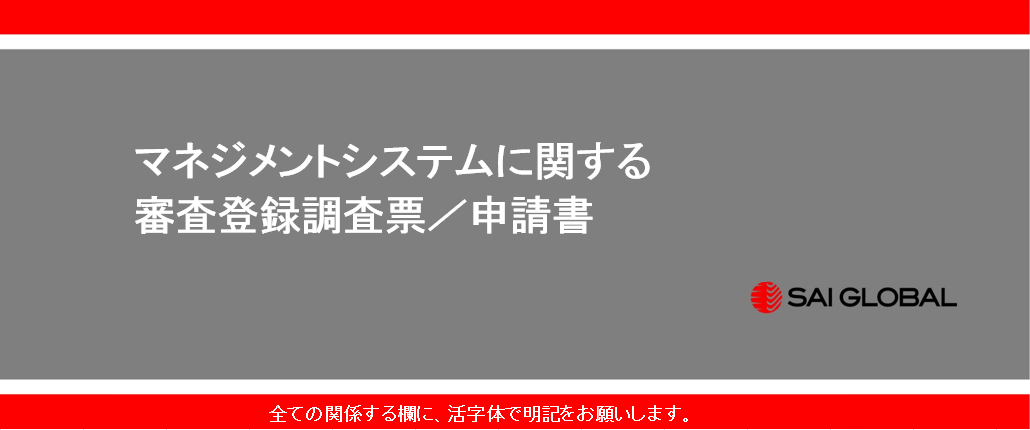 マネジメントシステムに関する
審査登録調査票／申請書
SAI GLOBAL
全ての関係する欄に、活字体で明記をお願いします。